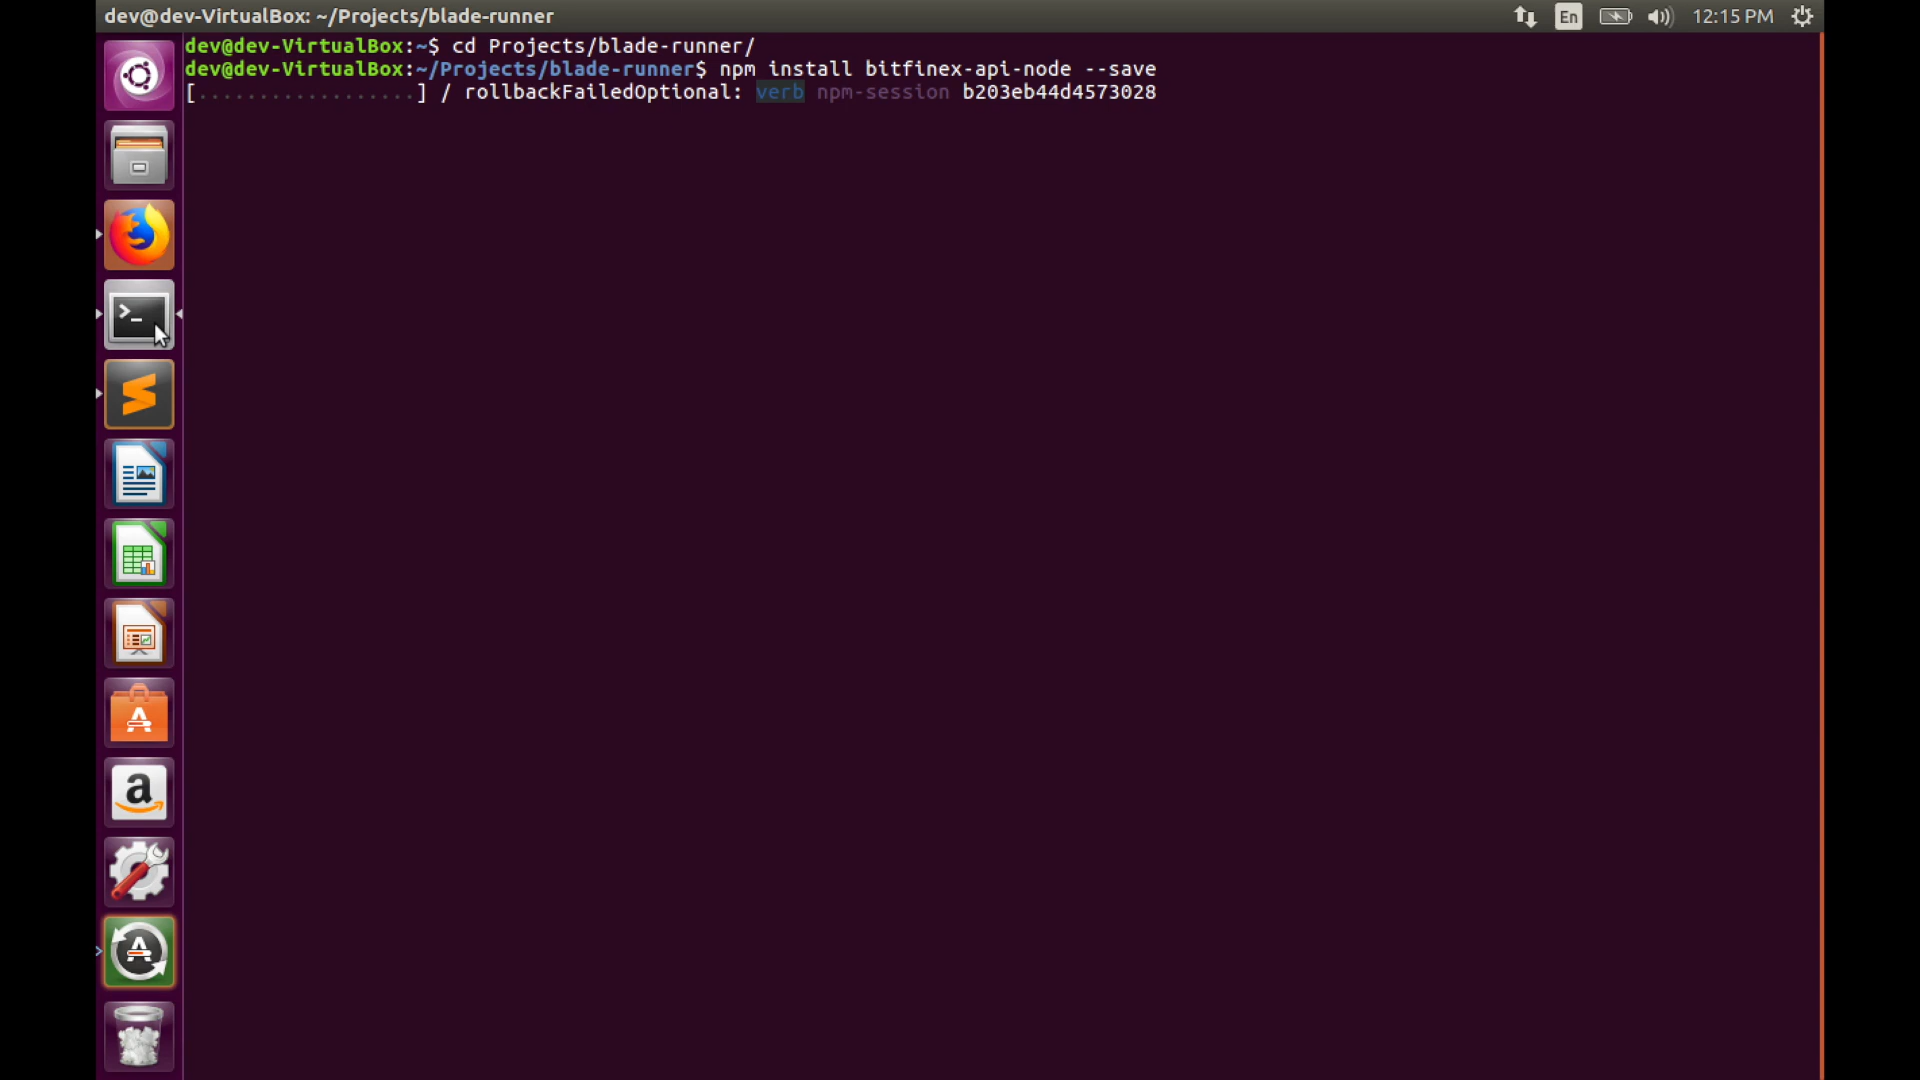 dev@dev-VirtualBox: ~/Projects/blade-runner
En
12:15 PM
dev@dev-VirtualBox:~$ cd Projects/blade-runner/
dev@dev-VirtualBox:~/Projects/blade-runner$ npm install bitfinex-api-node --save
[..................] / rollbackFailedOptional: verb npm-session b203eb44d4573028